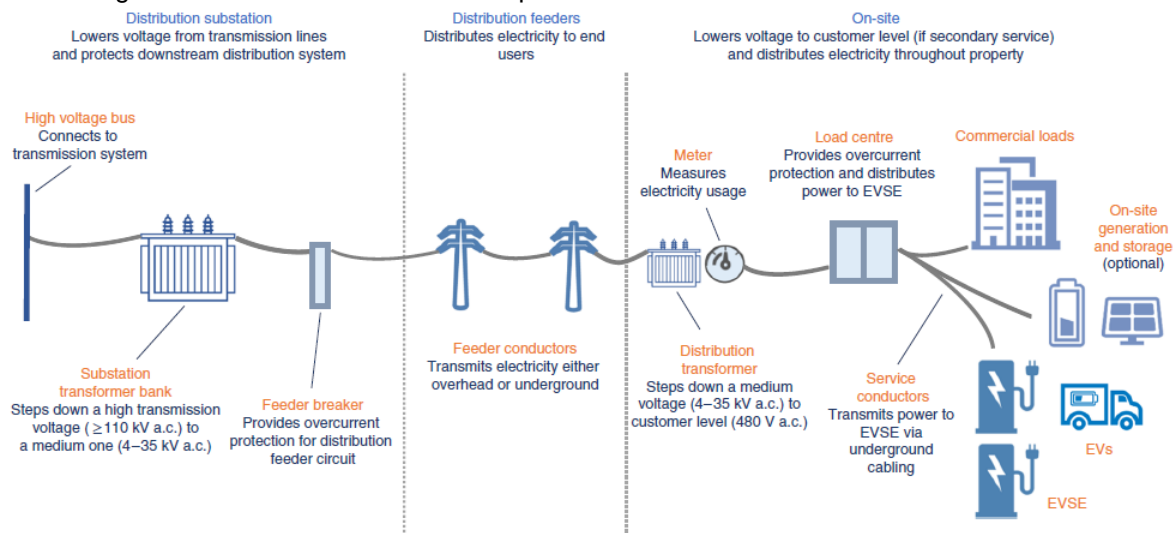 Distribution substation
Lowers voltage from transmission lines
and protects downstream distribution system
Distribution feeders
Distributes electricity to end
users
On-site
Lowers voltage to customer level (if secondary service)
and distributes electricity throughout property
High voltage bus
Connects to
transmission system
Substation
transformer bank
Steps down a high transmission
voltage (≥110 kV a.c.) to
a medium one (4–35 kV a.c.)
Feeder breaker
Provides overcurrent
protection for distribution
feeder circuit
Feeder conductors
Transmits electricity either
overhead or underground
Meter
Measures
electricity usage
Distribution
transformer
Steps down a medium
voltage (4–35 kV a.c.) to
customer level (480 V a.c.)
Load centre
Provides overcurrent
protection and distributes
power to EVSE
Service
conductors
Transmits power to
EVSE via
underground
cabling
Commercial loads
On-site
generation
and storage
(optional)
EVs
EVSE